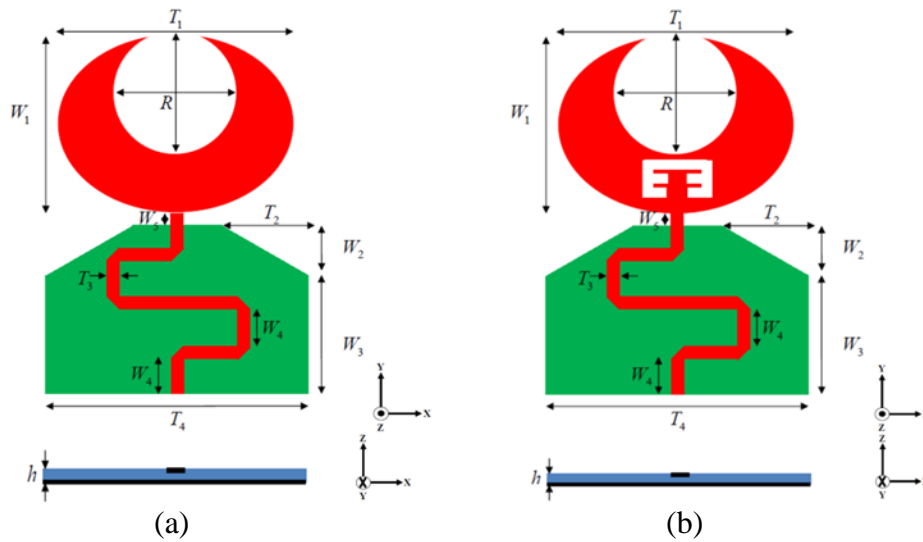 T₁
W₁
R
W₅
T₂
W₂
T₃
W₄
W₃
W₄
T₄
Y
X
Z
h
Z
X
Y
(a)
T₁
W₁
R
W₅
T₂
W₂
T₃
W₄
W₃
W₄
T₄
Y
Z
h
Z
Y
(b)